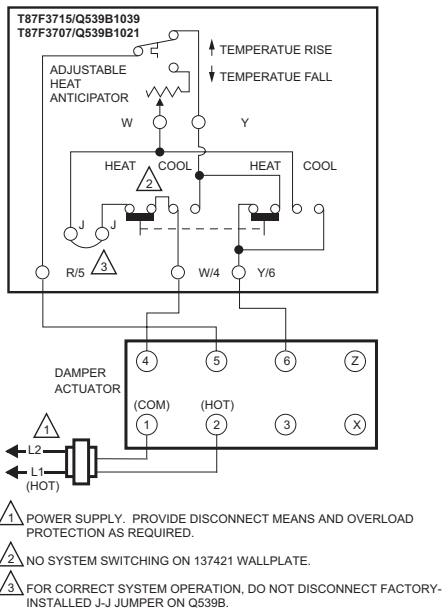 T87F3715/Q539B1039
T87F3707/Q539B1021
TEMPERATUE RISE
ADJUSTABLE
HEAT
ANTICIPATOR
TEMPERATUE FALL
W
Y
HEAT
COOL
HEAT
COOL
2
J
J
R/5
3
W/4
Y/6
DAMPER
ACTUATOR
4
5
6
Z
(COM)
(HOT)
1
2
3
X
1
L2
L1
(HOT)
1 POWER SUPPLY. PROVIDE DISCONNECT MEANS AND OVERLOAD
PROTECTION AS REQUIRED.
2 NO SYSTEM SWITCHING ON 137421 WALLPLATE.
3 FOR CORRECT SYSTEM OPERATION, DO NOT DISCONNECT FACTORY-
INSTALLED J-J JUMPER ON Q539B.